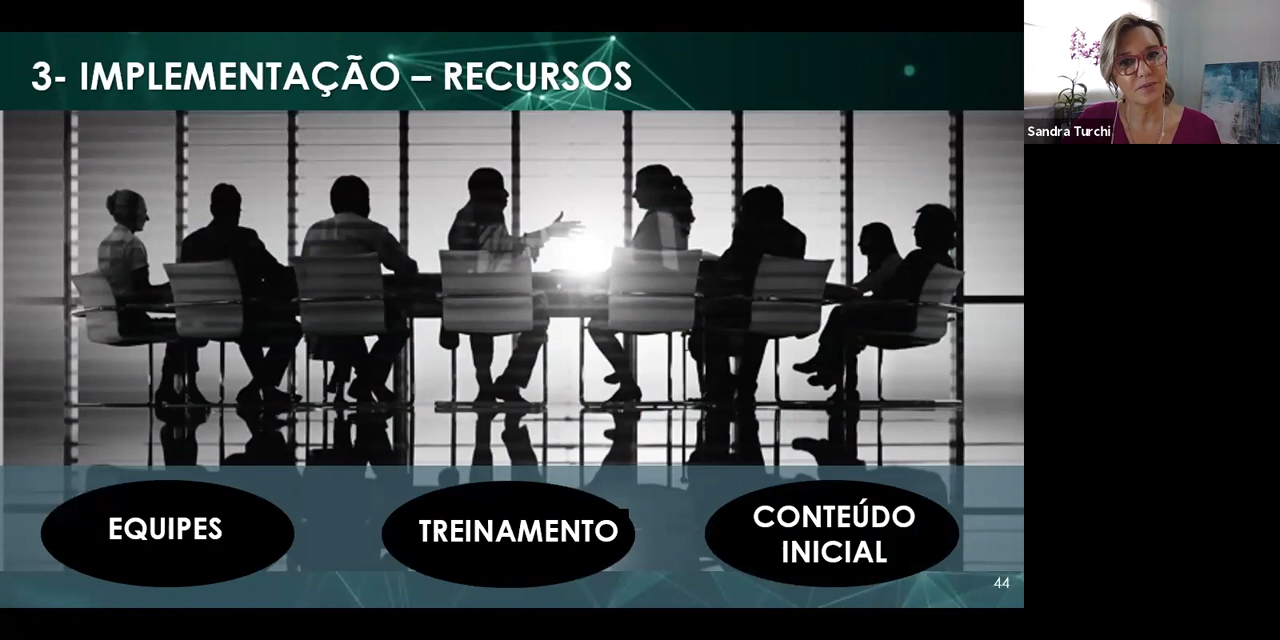 3- IMPLEMENTAÇÃO – RECURSOS
Sandra Turchi
EQUIPES
TREINAMENTO
CONTEÚDO
INICIAL
44